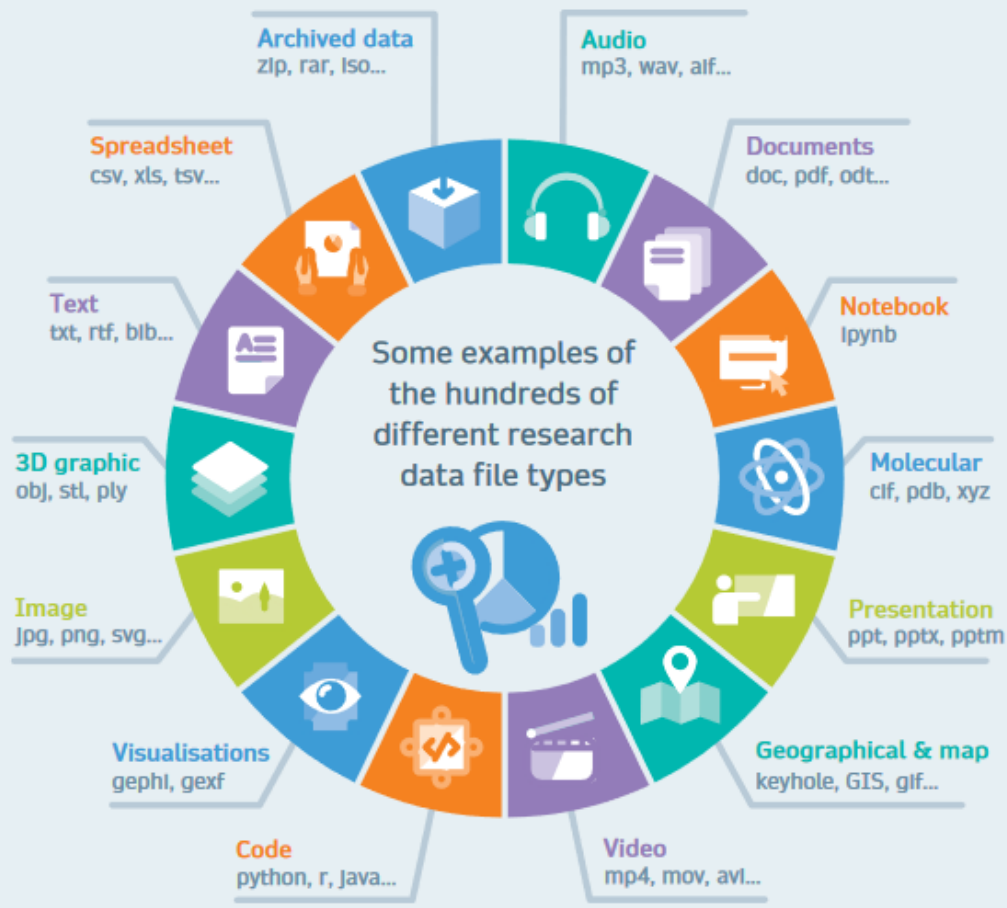 Archived data
zip, rar, iso...
Audio
mp3, wav, aif...
Spreadsheet
csv, xls, tsv...
Documents
doc, pdf, odt...
Text
txt, rtf, bib...
Notebook
ipynb
Some examples of
the hundreds of
different research
data file types
3D graphic
obj, stl, ply
Molecular
cif, pdb, xyz
Image
jpg, png, svg...
Presentation
ppt, pptx, pptm
Visualisations
gephi, gexf
Geographical & map
keyhole, GIS, gif...
Code
python, r, java...
Video
mp4, mov, avi...